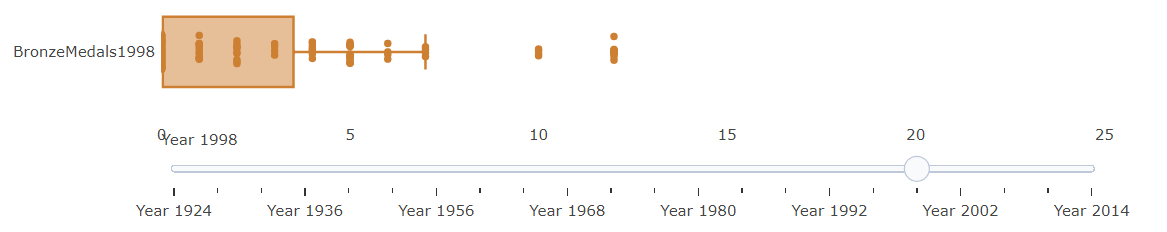 BronzeMedals1998
0 5 10 15 20 25
Year 1998
Year 1924 Year 1936 Year 1956 Year 1968 Year 1980 Year 1992 Year 2002 Year 2014